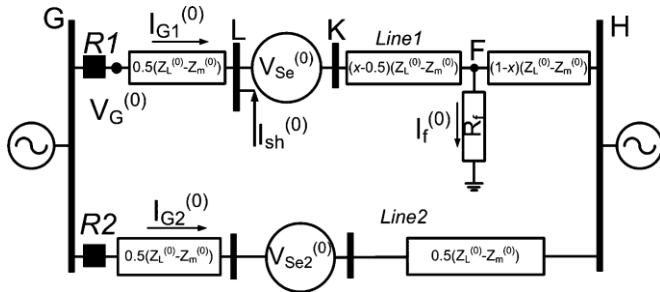 G
L
K
H
R1
I_G1^(0)
0.5(Z_L^(0)-Z_m^(0))
V_Se^(0)
Line1
(x-0.5)(Z_L^(0)-Z_m^(0))
F
(1-x)(Z_L^(0)-Z_m^(0))
V_G^(0)
I_sh^(0)
I_f^(0)
R_f
R2
I_G2^(0)
0.5(Z_L^(0)-Z_m^(0))
V_Se2^(0)
Line2
0.5(Z_L^(0)-Z_m^(0))